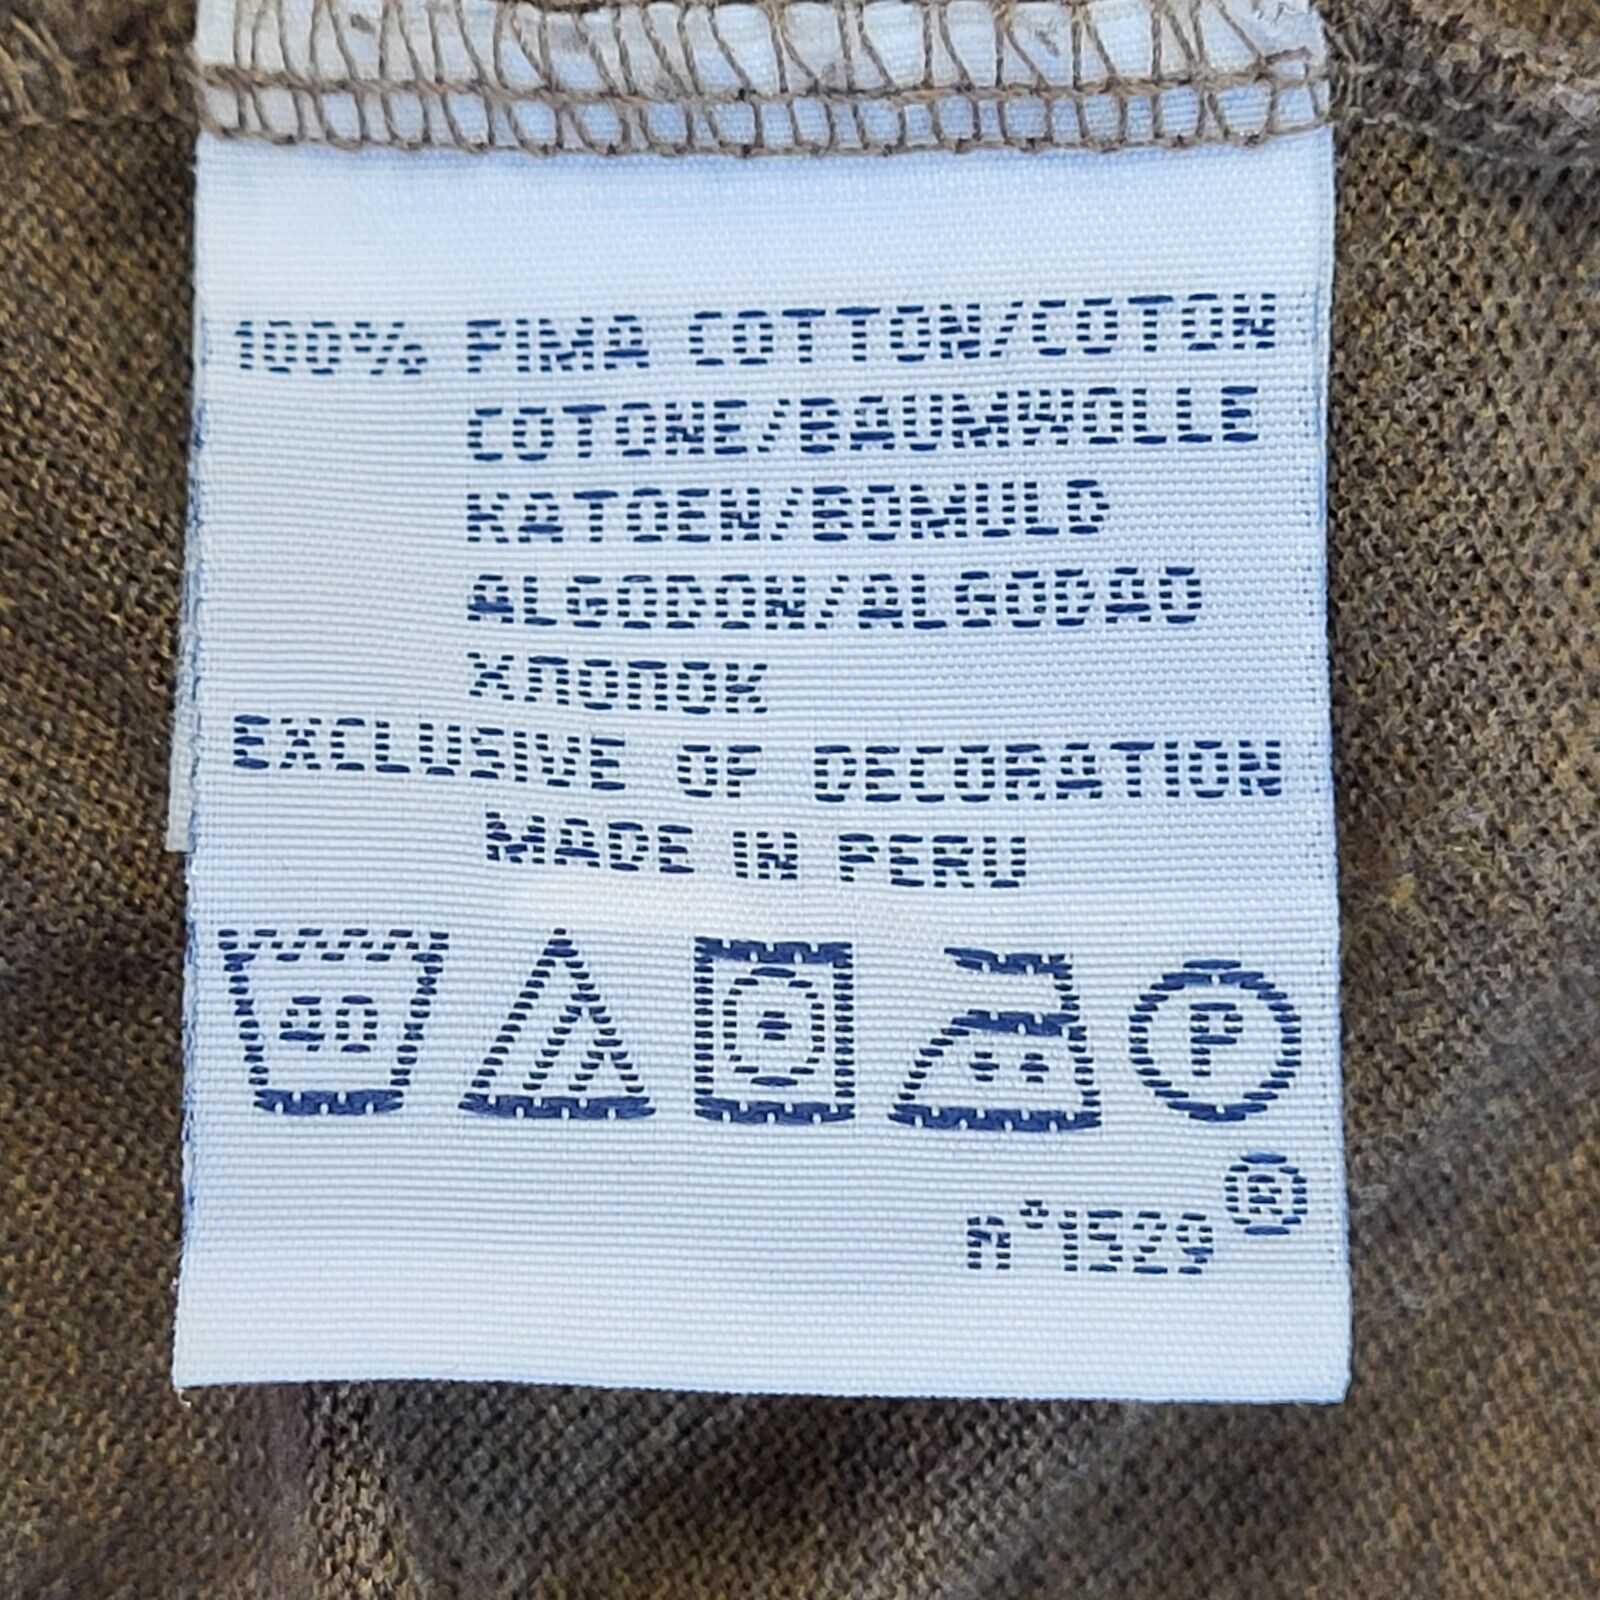 100% PIMA COTTON/COTON
COTONE/BAUMWOLLE
KATOEN/BOMULD
ALGODON/ALGODAO
ХЛОПОК
EXCLUSIVE OF DECORATION
MADE IN PERU
40
P
n°1529®